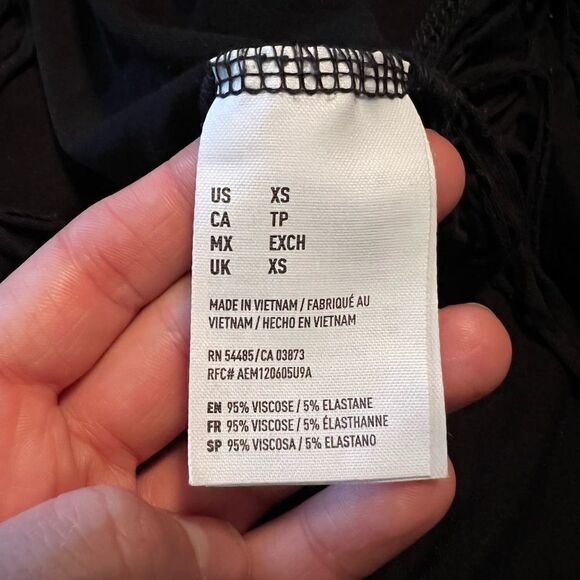 US XS
CA TP
MX EXCH
UK XS
MADE IN VIETNAM / FABRIQUÉ AU
VIETNAM / HECHO EN VIETNAM
RN 54485/CA 03873
RFC# AEM120605U9A
EN 95% VISCOSE / 5% ELASTANE
FR 95% VISCOSE / 5% ÉLASTHANNE
SP 95% VISCOSA / 5% ELASTANO